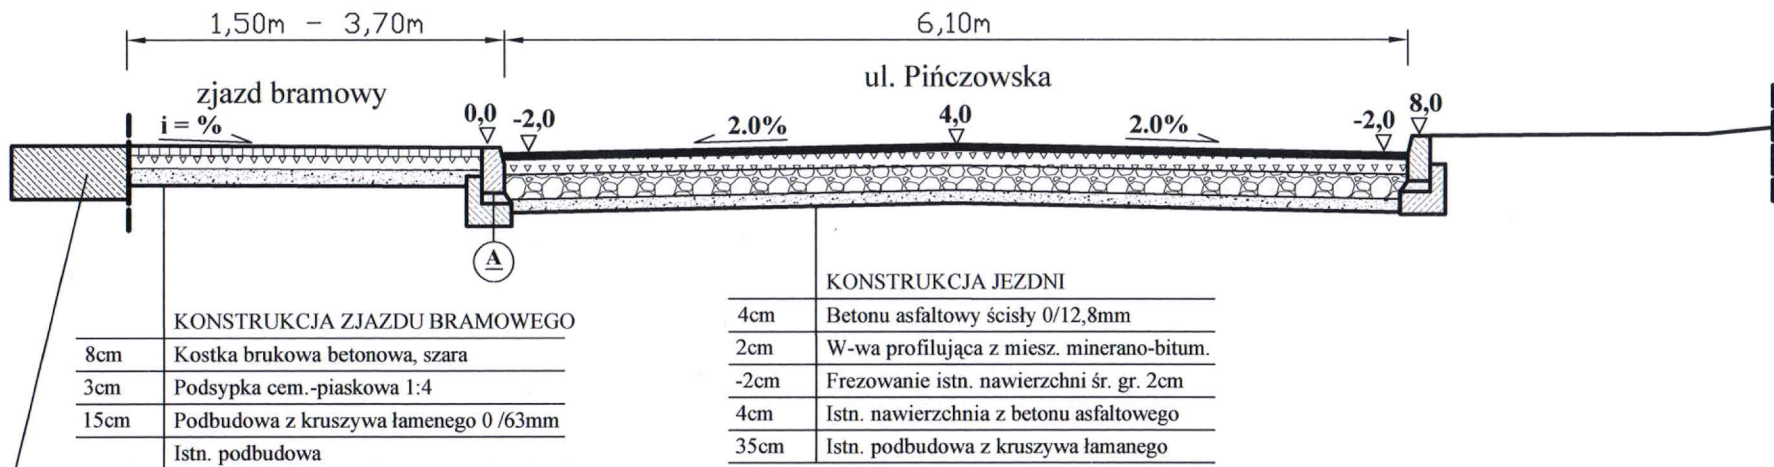 1,50m - 3,70m
6,10m
zjazd bramowy
ul. Pińczowska
i = %
0,0
-2,0
2.0%
4,0
2.0%
-2,0
8,0
A
KONSTRUKCJA ZJAZDU BRAMOWEGO
8cm Kostka brukowa betonowa, szara
3cm Podsypka cem.-piaskowa 1:4
15cm Podbudowa z kruszywa łamenego 0 /63mm
Istn. podbudowa
KONSTRUKCJA JEZDNI
4cm Betonu asfaltowy ścisły 0/12,8mm
2cm W-wa profilująca z miesz. minerano-bitum.
-2cm Frezowanie istn. nawierzchni śr. gr. 2cm
4cm Istn. nawierzchnia z betonu asfaltowego
35cm Istn. podbudowa z kruszywa łamanego